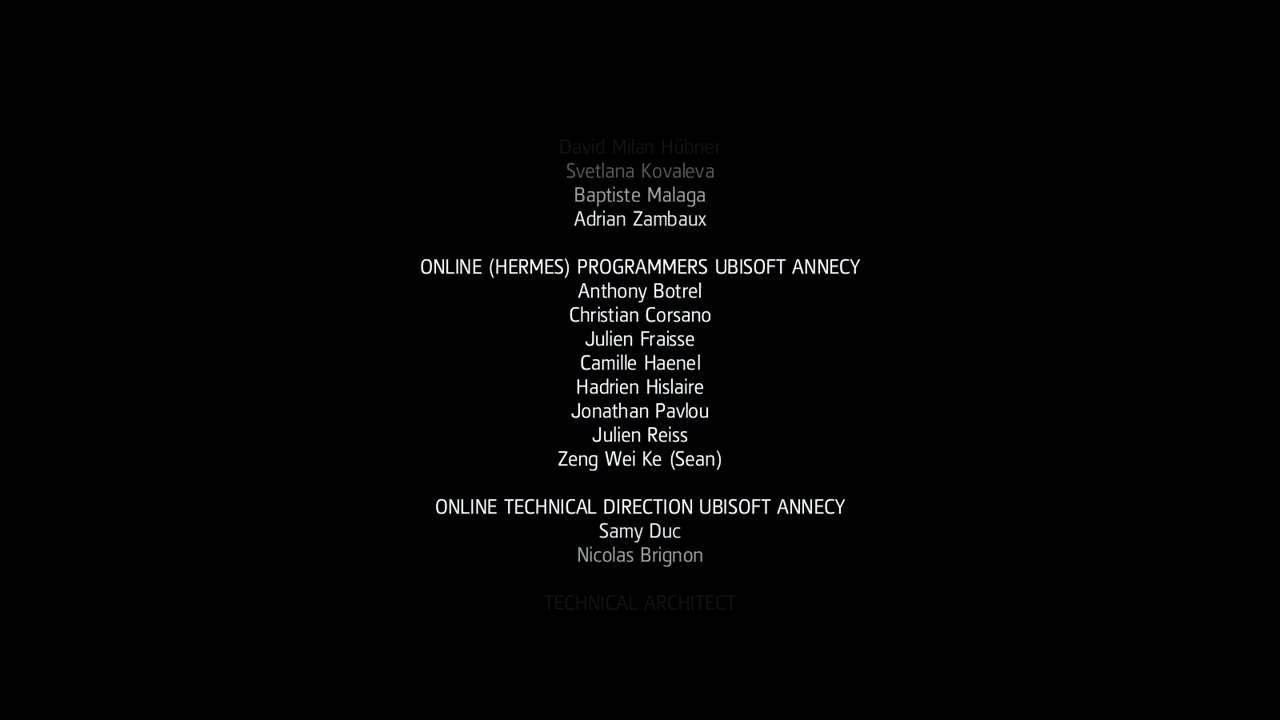 David Milan Hübner
Svetlana Kovaleva
Baptiste Malaga
Adrian Zambaux
ONLINE (HERMES) PROGRAMMERS UBISOFT ANNECY
Anthony Botrel
Christian Corsano
Julien Fraisse
Camille Haenel
Hadrien Hislaire
Jonathan Pavlou
Julien Reiss
Zeng Wei Ke (Sean)
ONLINE TECHNICAL DIRECTION UBISOFT ANNECY
Samy Duc
Nicolas Brignon
TECHNICAL ARCHITECT